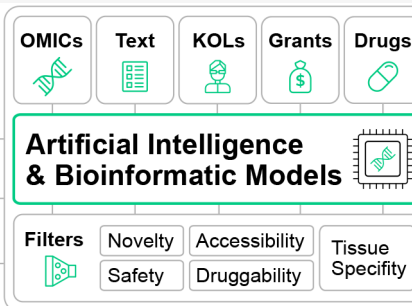 OMICs Text KOLs Grants Drugs
$
Artificial Intelligence
& Bioinformatic Models
Filters
Novelty Accessibility
Safety Druggability
Tissue
Specifity